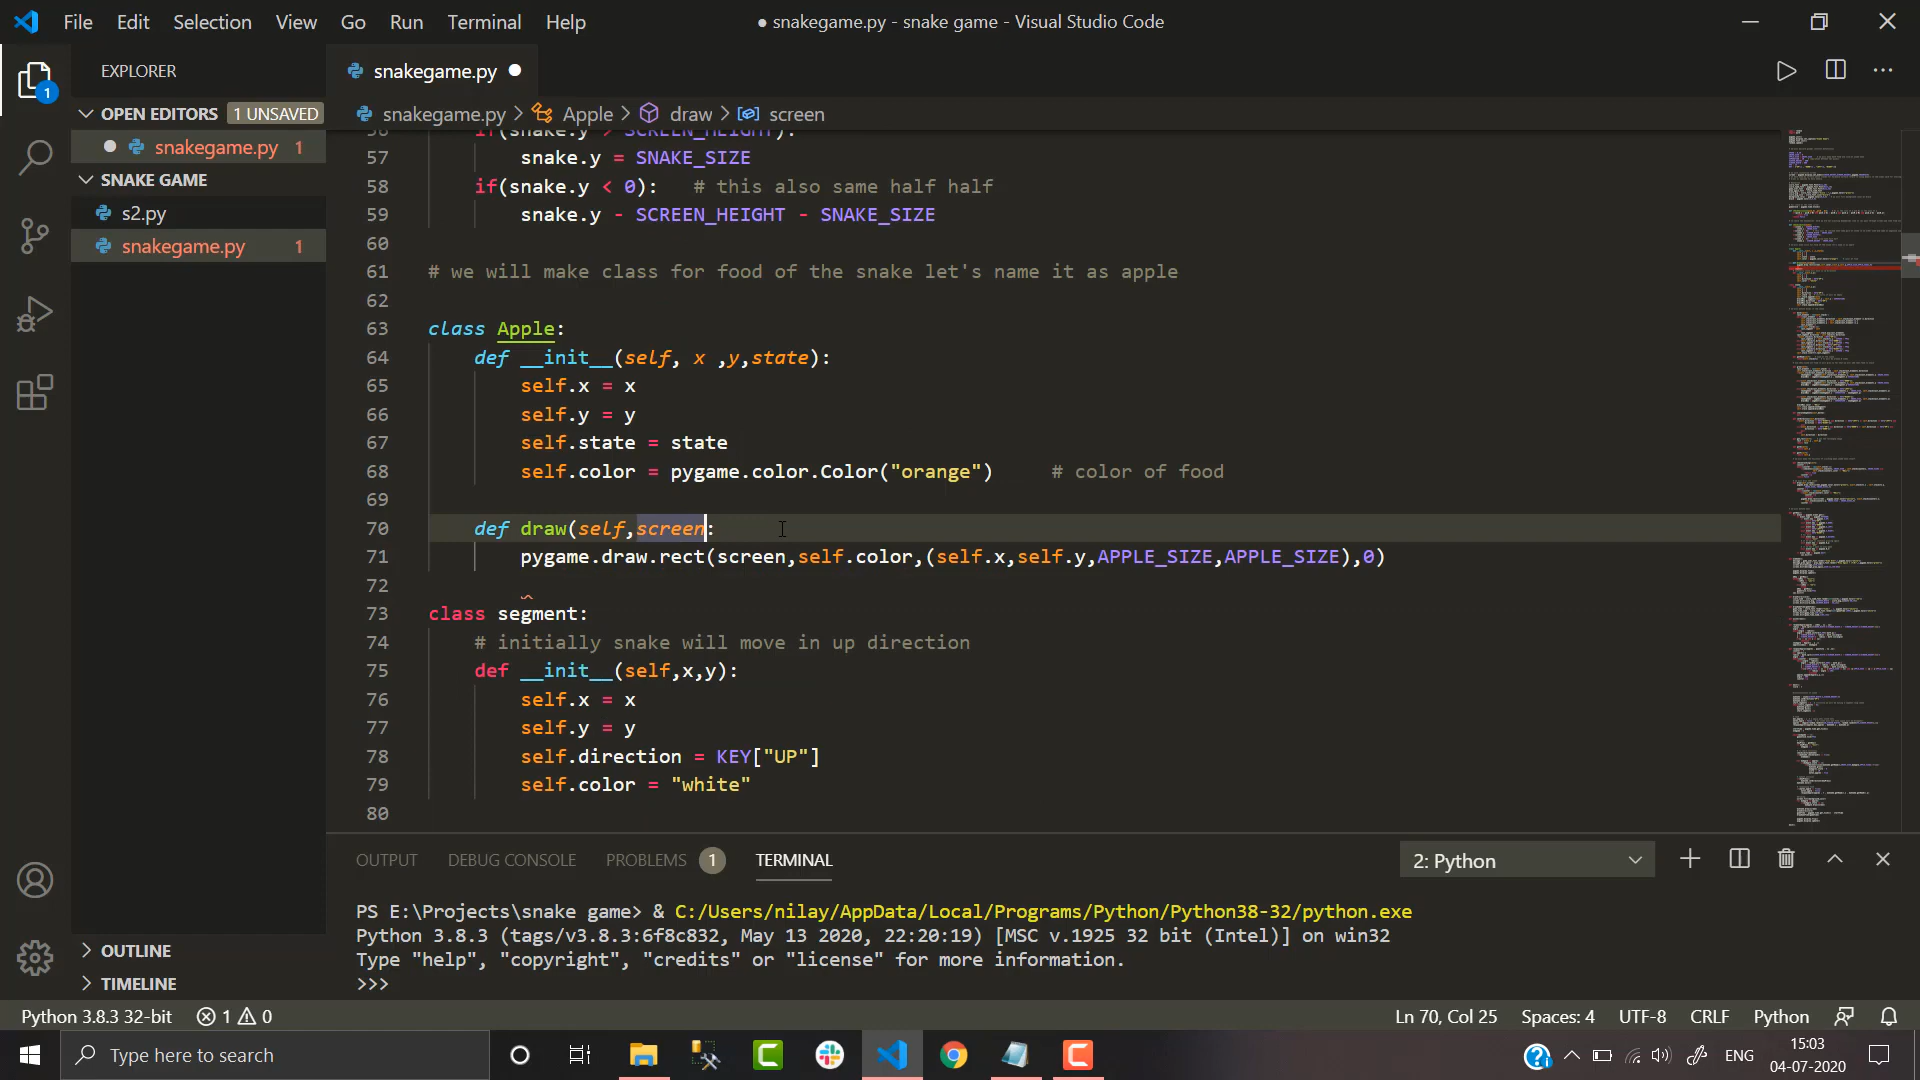 File Edit Selection View Go Run Terminal Help ● snakegame.py - snake game - Visual Studio Code
EXPLORER
snakegame.py
OPEN EDITORS 1 UNSAVED
snakegame.py > Apple > draw > screen
snakegame.py 1
SNAKE GAME
s2.py
snakegame.py 1
56 if(snake.y > SCREEN_HEIGHT):
57 snake.y = SNAKE_SIZE
58 if(snake.y < 0): # this also same half half
59 snake.y - SCREEN_HEIGHT - SNAKE_SIZE
60
61 # we will make class for food of the snake let's name it as apple
62
63 class Apple:
64 def __init__(self, x ,y,state):
65 self.x = x
66 self.y = y
67 self.state = state
68 self.color = pygame.color.Color("orange") # color of food
69
70 def draw(self,screen:
71 pygame.draw.rect(screen,self.color,(self.x,self.y,APPLE_SIZE,APPLE_SIZE),0)
72
73 class segment:
74 # initially snake will move in up direction
75 def __init__(self,x,y):
76 self.x = x
77 self.y = y
78 self.direction = KEY["UP"]
79 self.color = "white"
80
OUTPUT DEBUG CONSOLE PROBLEMS 1 TERMINAL 2: Python
PS E:\Projects\snake game> & C:/Users/nilay/AppData/Local/Programs/Python/Python38-32/python.exe
Python 3.8.3 (tags/v3.8.3:6f8c832, May 13 2020, 22:20:19) [MSC v.1925 32 bit (Intel)] on win32
Type "help", "copyright", "credits" or "license" for more information.
>>>
OUTLINE
TIMELINE
1
Python 3.8.3 32-bit 1 0 Ln 70, Col 25 Spaces: 4 UTF-8 CRLF Python
Type here to search
ENG
15:03
04-07-2020